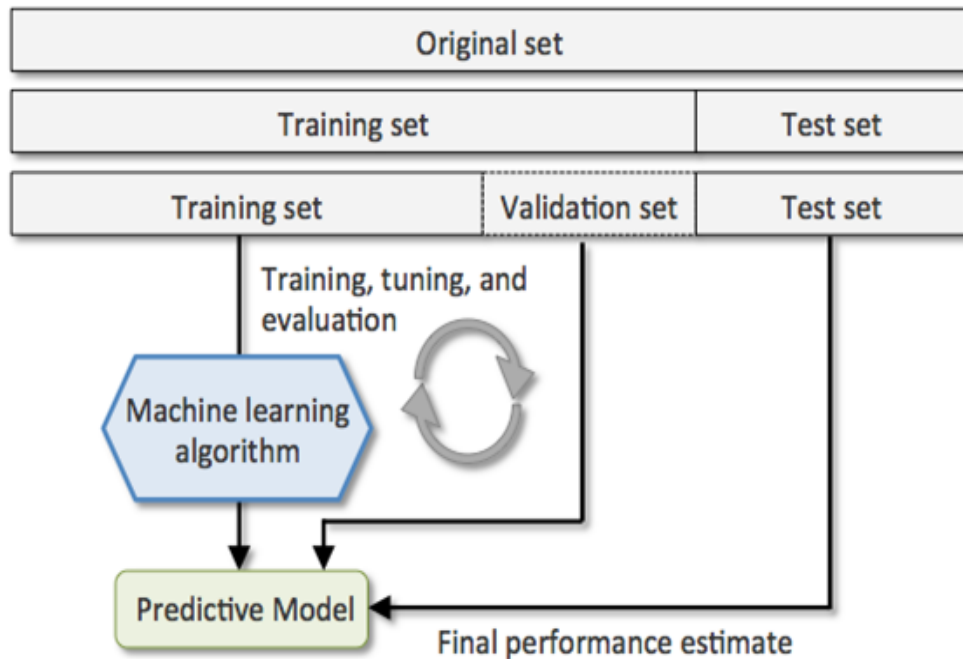 Original set
Training set
Test set
Training set
Validation set
Test set
Training, tuning, and
evaluation
Machine learning
algorithm
Predictive Model
Final performance estimate